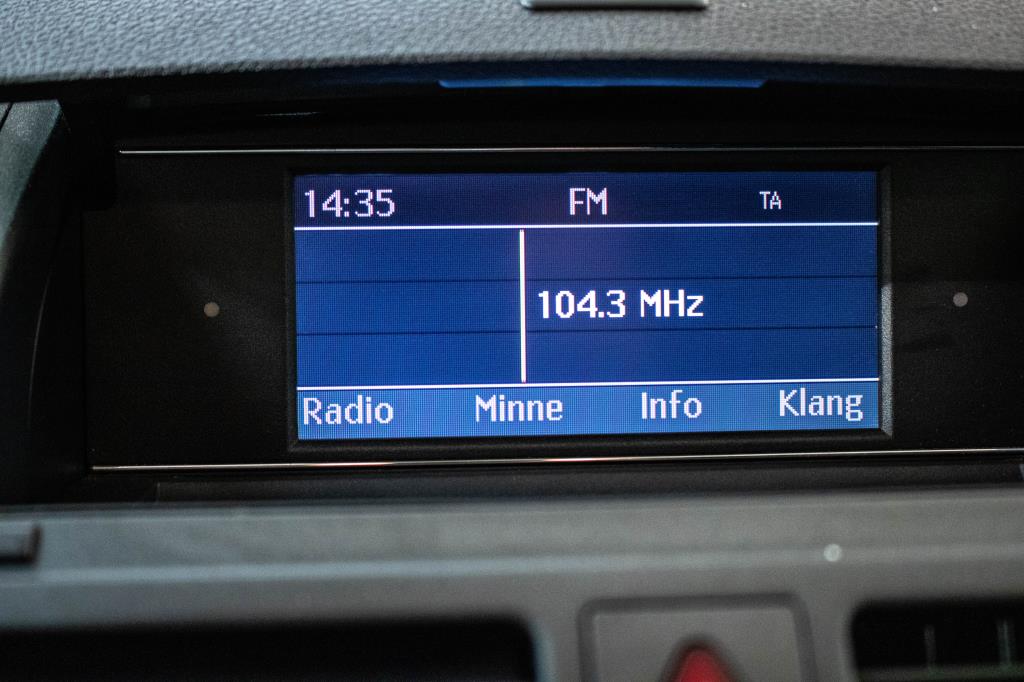 14:35 FM TA
104.3 MHz
Radio Minne Info Klang